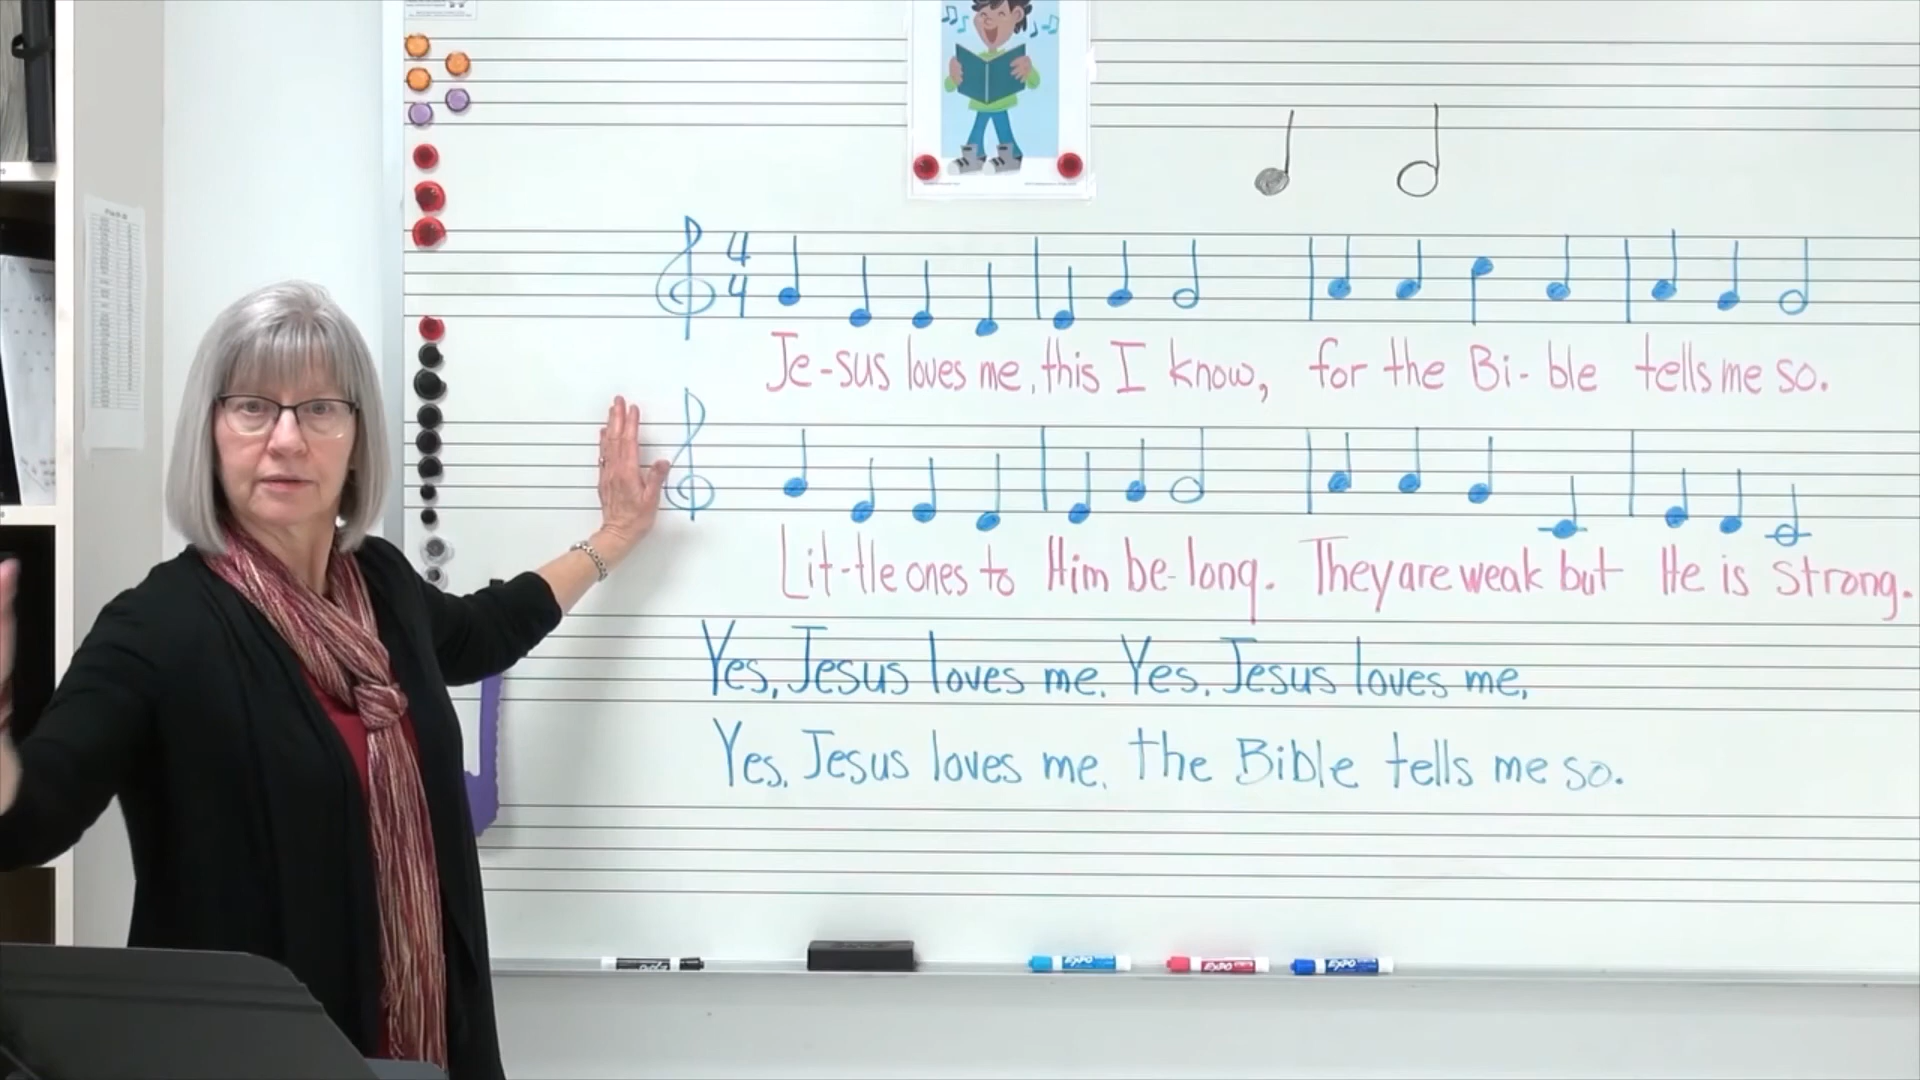 4
4
Je-sus loves me, this I know, for the Bi-ble tells me so.
Lit-tle ones to Him be-long. They are weak but He is strong.
Yes, Jesus loves me. Yes, Jesus loves me,
Yes, Jesus loves me, the Bible tells me so.
EXPO EXPO EXPO EXPO